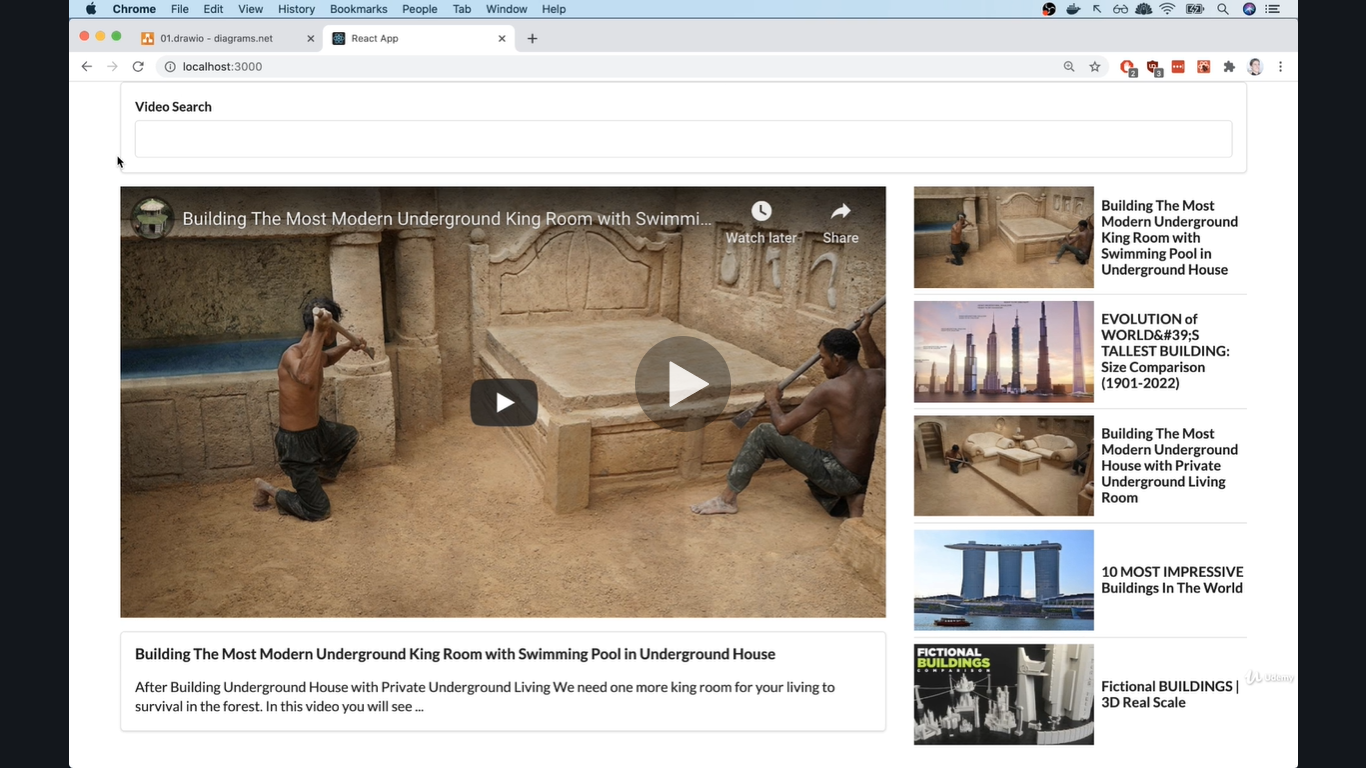 Chrome File Edit View History Bookmarks People Tab Window Help
01.drawio - diagrams.net
React App
localhost:3000
2
3
Video Search
Building The Most Modern Underground King Room with Swimmi...
Watch later
Share
Building The Most Modern Underground King Room with Swimming Pool in Underground House
After Building Underground House with Private Underground Living We need one more king room for your living to
survival in the forest. In this video you will see ...
Building The Most
Modern Underground
King Room with
Swimming Pool in
Underground House
EVOLUTION of
WORLD&#39;S
TALLEST BUILDING:
Size Comparison
(1901-2022)
Building The Most
Modern Underground
House with Private
Underground Living
Room
10 MOST IMPRESSIVE
Buildings In The World
FICTIONAL
BUILDINGS
COMPARISON
Fictional BUILDINGS |
3D Real Scale
Udemy